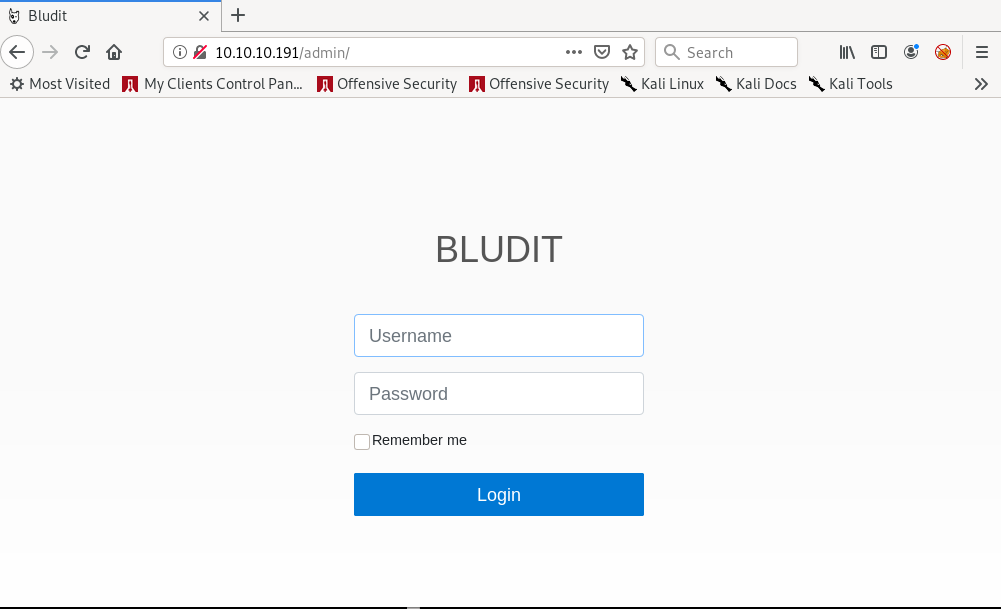 Bludit
10.10.10.191/admin/
Search
Most Visited My Clients Control Pan... Offensive Security Offensive Security Kali Linux Kali Docs Kali Tools
BLUDIT
Username
Password
Remember me
Login